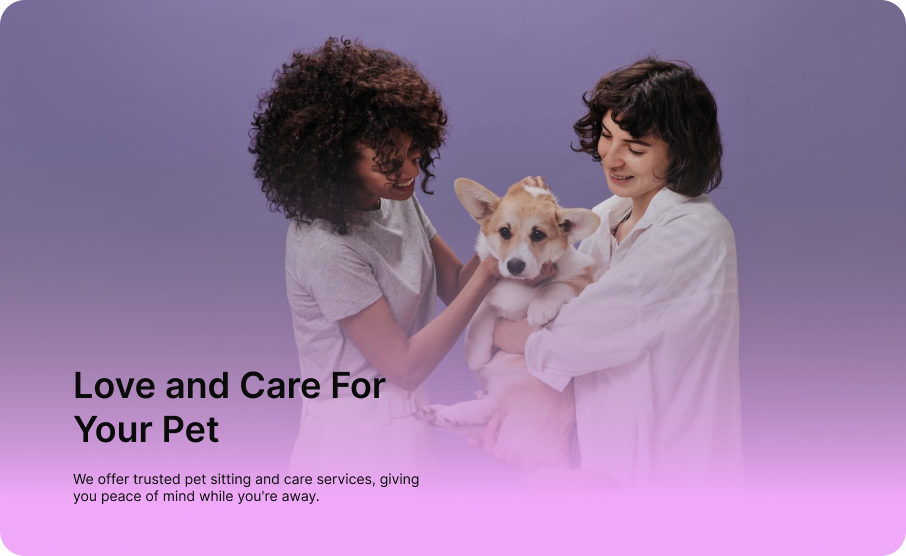 Love and Care For
Your Pet
We offer trusted pet sitting and care services, giving
you peace of mind while you're away.